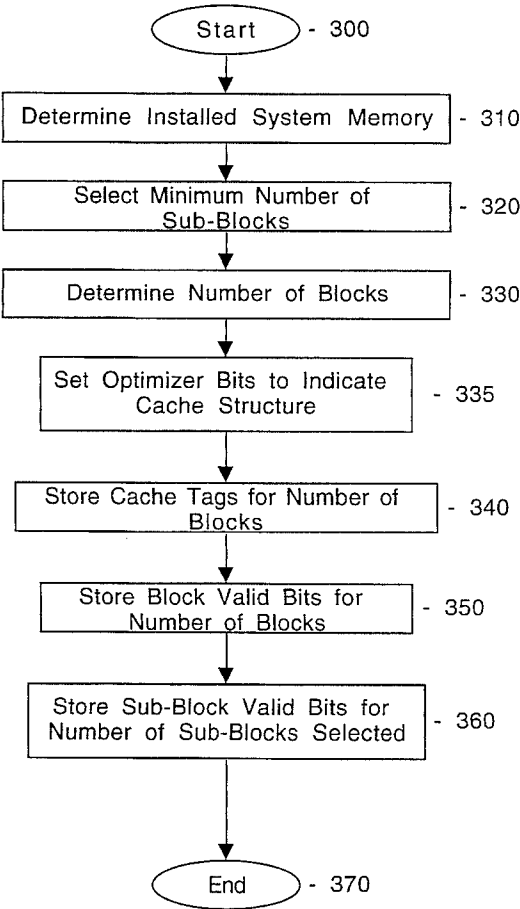 Start - 300
Determine Installed System Memory - 310
Select Minimum Number of
Sub-Blocks - 320
Determine Number of Blocks - 330
Set Optimizer Bits to Indicate
Cache Structure - 335
Store Cache Tags for Number of
Blocks - 340
Store Block Valid Bits for
Number of Blocks - 350
Store Sub-Block Valid Bits for
Number of Sub-Blocks Selected - 360
End - 370